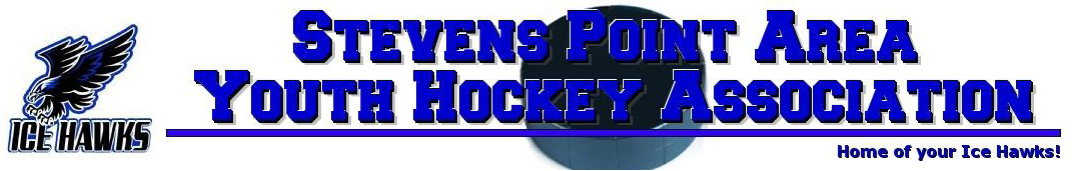 STEVENS POINT AREA
YOUTH HOCKEY ASSOCIATION
ICE HAWKS
Home of your Ice Hawks!